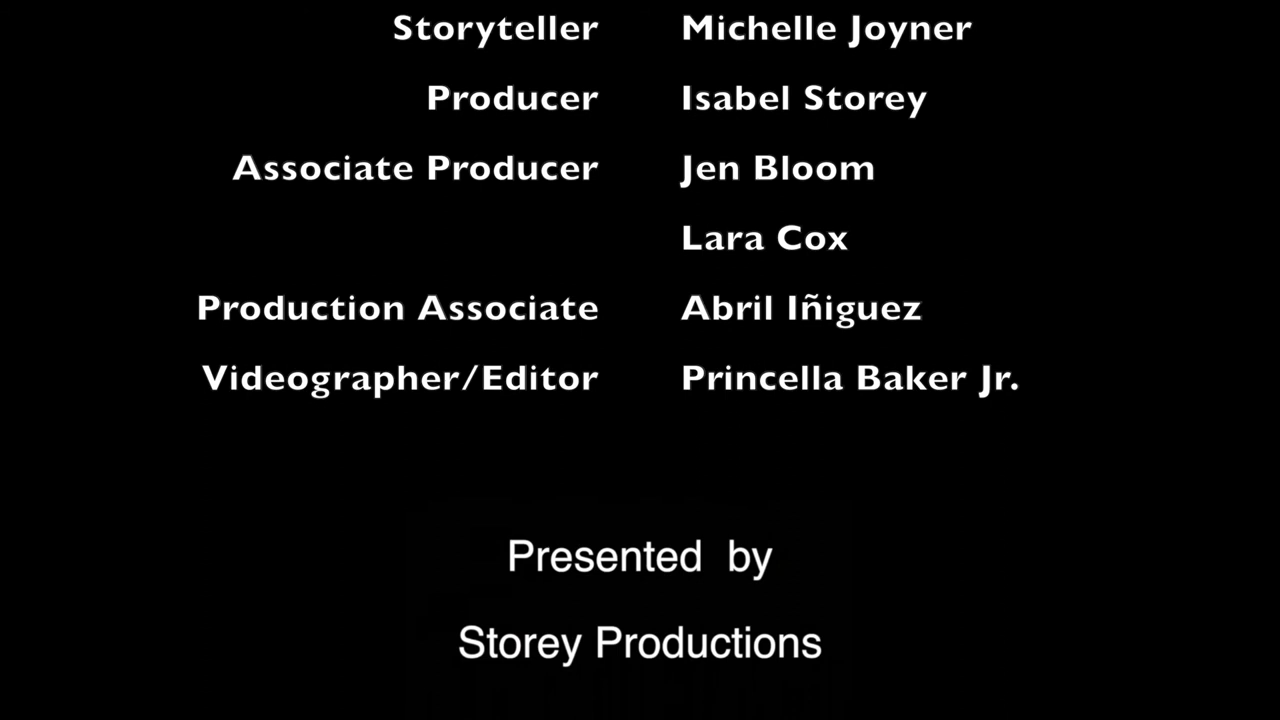 Storyteller Michelle Joyner
Producer Isabel Storey
Associate Producer Jen Bloom
Lara Cox
Production Associate Abril Iñiguez
Videographer/Editor Princella Baker Jr.
Presented by
Storey Productions